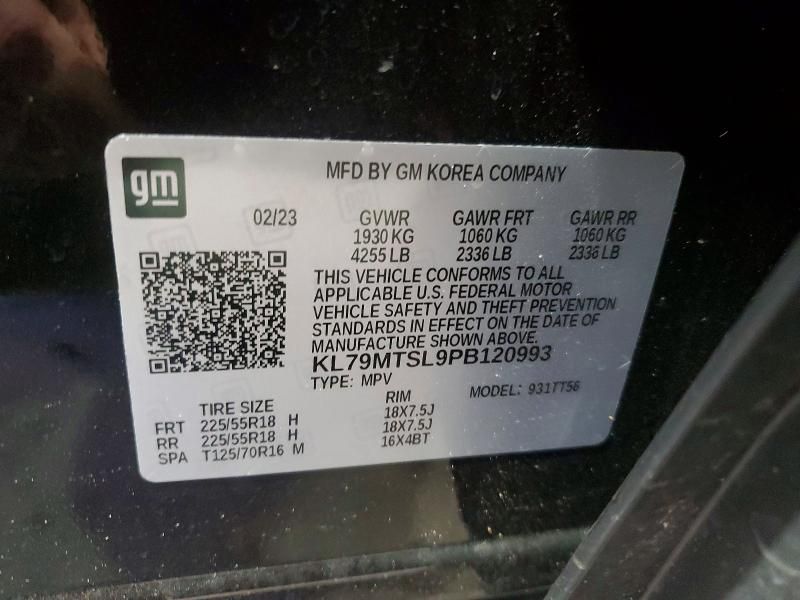 gm
MFD BY GM KOREA COMPANY
02/23 GVWR GAWR FRT GAWR RR
1930 KG 1060 KG 1060 KG
4255 LB 2336 LB 2336 LB
THIS VEHICLE CONFORMS TO ALL
APPLICABLE U.S. FEDERAL MOTOR
VEHICLE SAFETY AND THEFT PREVENTION
STANDARDS IN EFFECT ON THE DATE OF
MANUFACTURE SHOWN ABOVE.
KL79MTSL9PB120993
TYPE: MPV MODEL: 931TT56
TIRE SIZE RIM
FRT 225/55R18 H 18X7.5J
RR 225/55R18 H 18X7.5J
SPA T125/70R16 M 16X4BT